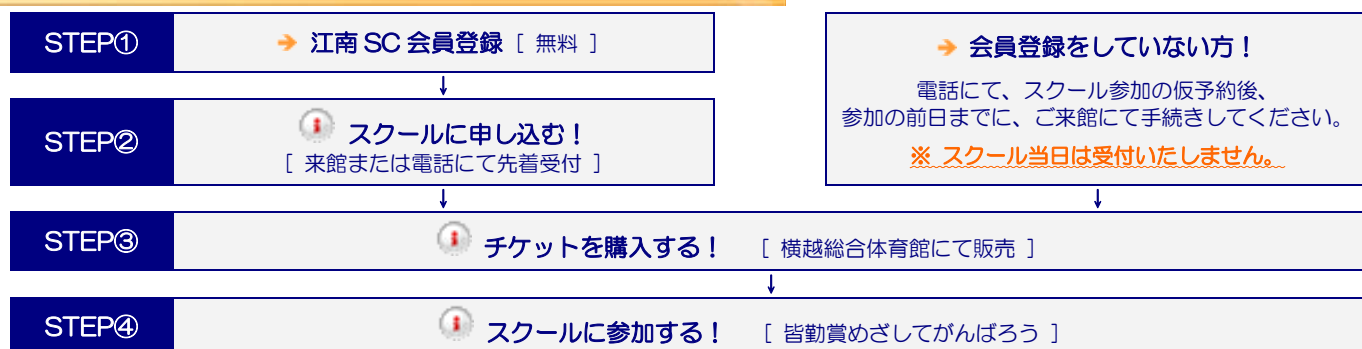 STEP① 江南 SC 会員登録 [ 無料 ]
STEP② スクールに申し込む！
[ 来館または電話にて先着受付 ]
会員登録をしていない方！
電話にて、スクール参加の仮予約後、
参加の前日までに、ご来館にて手続きしてください。
※ スクール当日は受付いたしません。
STEP③ チケットを購入する！ [ 横越総合体育館にて販売 ]
STEP④ スクールに参加する！ [ 皆勤賞めざしてがんばろう ]